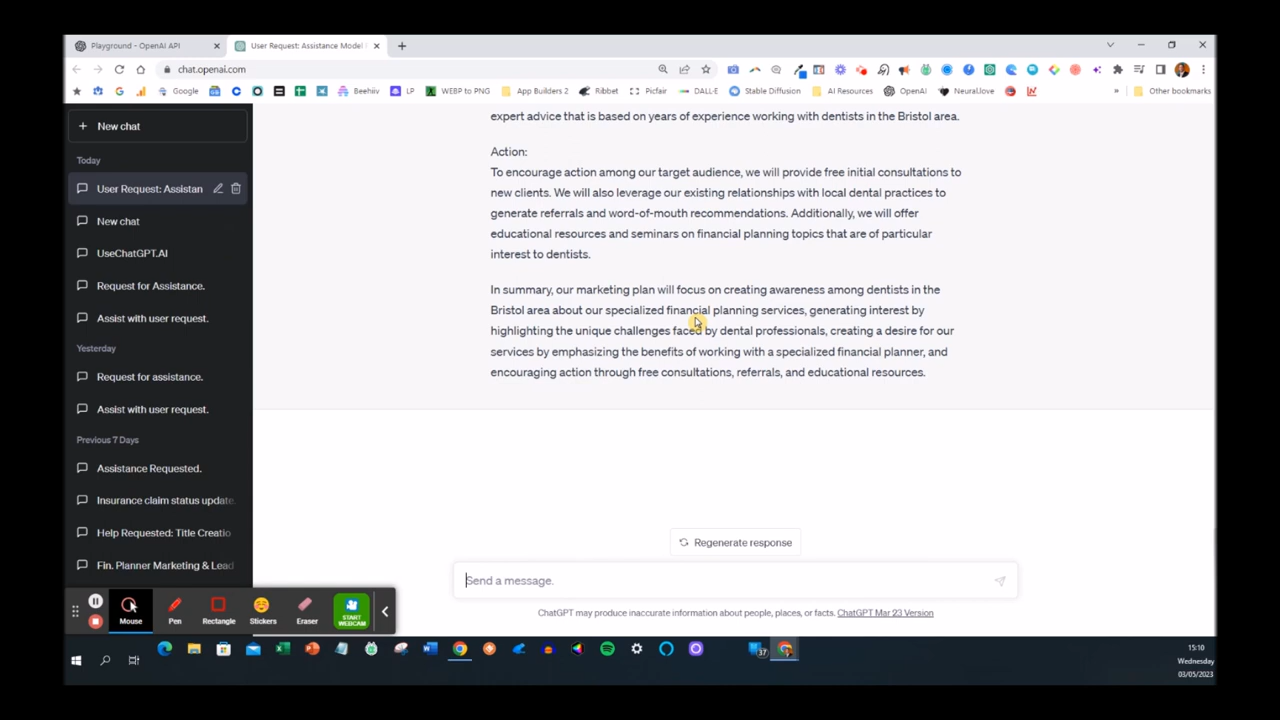 Playground - OpenAI API
User Request: Assistance Model
chat.openai.com
Google
Beehiiv
LP
WEBP to PNG
App Builders 2
Ribbet
Picfair
DALL-E
Stable Diffusion
AI Resources
OpenAI
NeuralLove
»
Other bookmarks
+ New chat
Today
User Request: Assistan
New chat
UseChatGPT.AI
Request for Assistance.
Assist with user request.
Yesterday
Request for assistance.
Assist with user request.
Previous 7 Days
Assistance Requested.
Insurance claim status update.
Help Requested: Title Creatio
Fin. Planner Marketing & Lead
expert advice that is based on years of experience working with dentists in the Bristol area.
Action:
To encourage action among our target audience, we will provide free initial consultations to
new clients. We will also leverage our existing relationships with local dental practices to
generate referrals and word-of-mouth recommendations. Additionally, we will offer
educational resources and seminars on financial planning topics that are of particular
interest to dentists.
In summary, our marketing plan will focus on creating awareness among dentists in the
Bristol area about our specialized financial planning services, generating interest by
highlighting the unique challenges faced by dental professionals, creating a desire for our
services by emphasizing the benefits of working with a specialized financial planner, and
encouraging action through free consultations, referrals, and educational resources.
Regenerate response
Send a message.
ChatGPT may produce inaccurate information about people, places, or facts. ChatGPT Mar 23 Version
Mouse
Pen
Rectangle
Stickers
Eraser
START
WEBCAM
37
15:10
Wednesday
03/05/2023